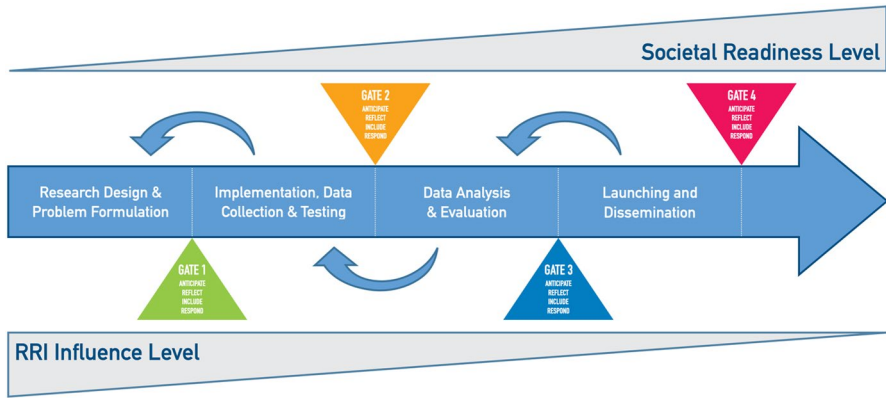 Societal Readiness Level
GATE 2
ANTICIPATE
REFLECT
INCLUDE
RESPOND
GATE 4
ANTICIPATE
REFLECT
INCLUDE
RESPOND
Research Design &
Problem Formulation
Implementation, Data
Collection & Testing
Data Analysis
& Evaluation
Launching and
Dissemination
GATE 1
ANTICIPATE
REFLECT
INCLUDE
RESPOND
GATE 3
ANTICIPATE
REFLECT
INCLUDE
RESPOND
RRI Influence Level